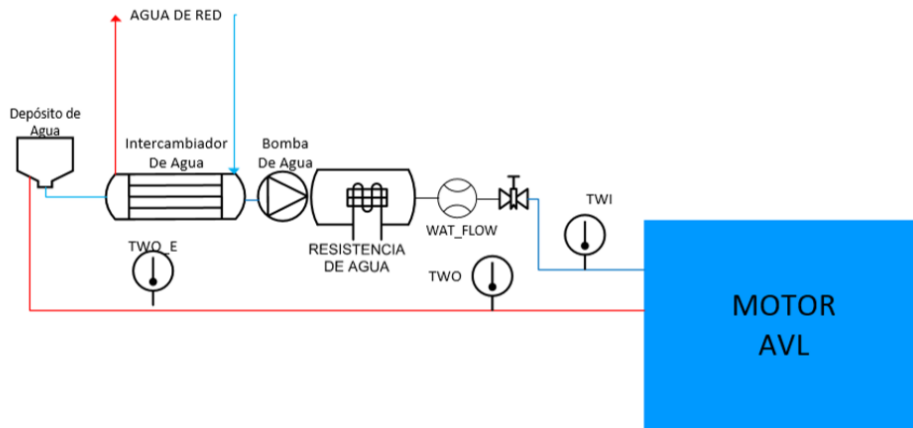 AGUA DE RED
Depósito de
Agua
Intercambiador
De Agua
Bomba
De Agua
RESISTENCIA
DE AGUA
WAT_FLOW
TWI
TWO_E
TWO
MOTOR
AVL